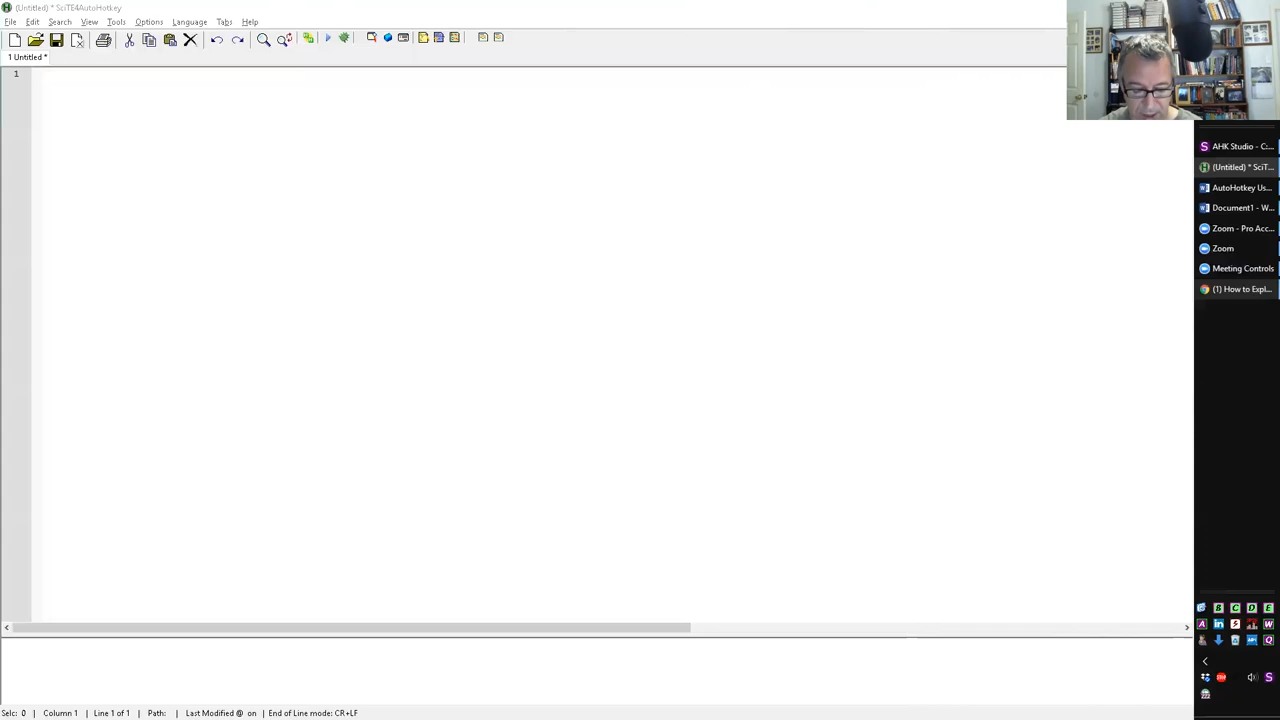 (Untitled) * SciTE4AutoHotkey
File Edit Search View Tools Options Language Tabs Help
1 Untitled *
1
AHK Studio - C:...
(Untitled) * SciT...
AutoHotkey Us...
Document1 - W...
Zoom - Pro Acc...
Zoom
Meeting Controls
(1) How to Expl...
Selc: 0 | Column 1 | Line 1 of 1 | Path: | Last Modified @ on | End of Line mode: CR+LF